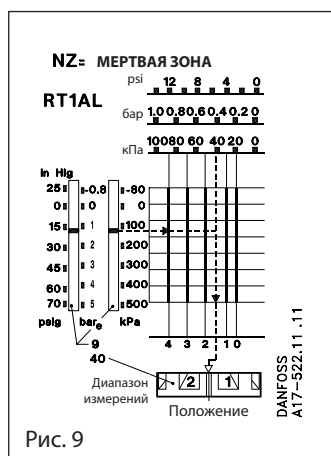 NZ= МЕРТВАЯ ЗОНА
psi 12 8 4 0
RT1AL
бар 1.0 0.8 0.6 0.4 0.2 0
кПа 100 80 60 40 20 0
in Hg
25 -0.8 -80
0 0 0
15 1 100
30 2 200
45 3 300
60 4 400
70 5 500
psig bare kPa
4 3 2 1 0
9
40
Диапазон
измерений
2 1
Положение
DANFOSS
A17-522.11.11
Рис. 9